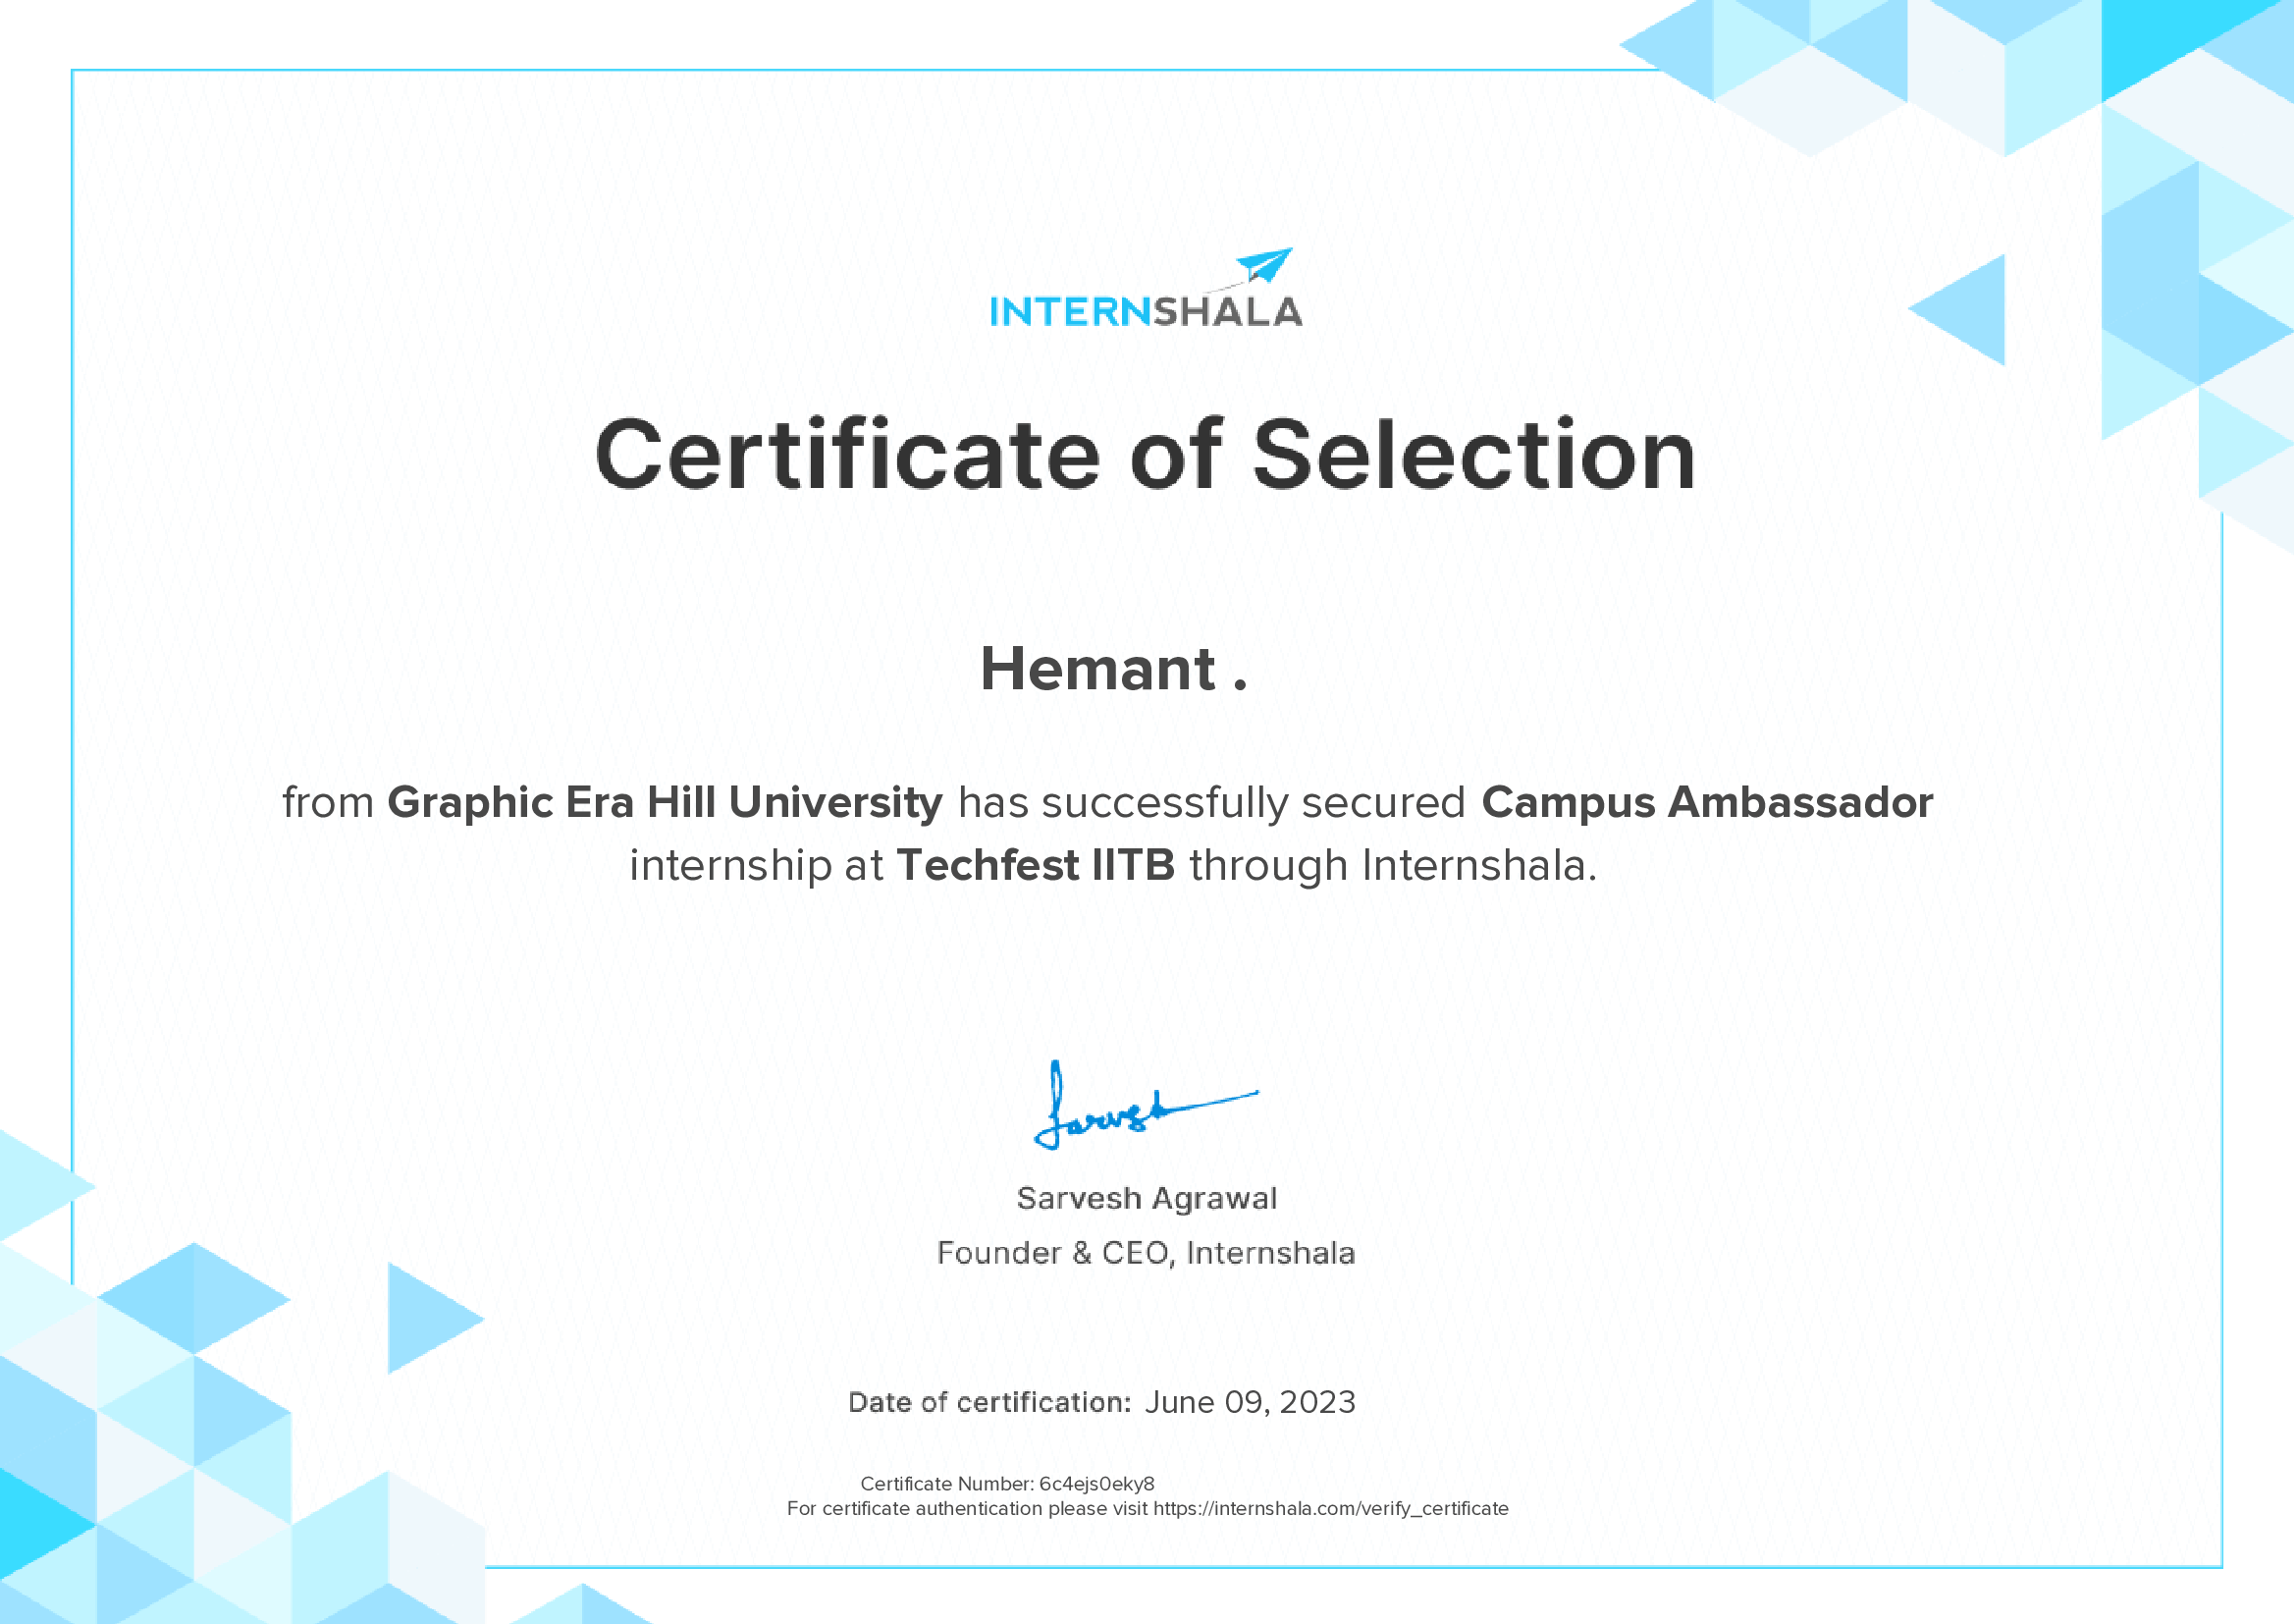 INTERNSHALA
Certificate of Selection
Hemant .
from Graphic Era Hill University has successfully secured Campus Ambassador
internship at Techfest IITB through Internshala.
Sarvesh
Sarvesh Agrawal
Founder & CEO, Internshala
Date of certification: June 09, 2023
Certificate Number: 6c4ejs0eky8
For certificate authentication please visit https://internshala.com/verify_certificate